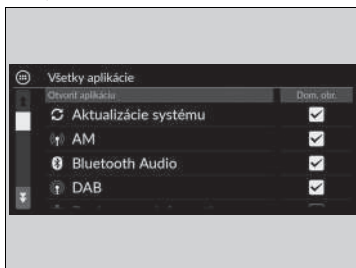 Všetky aplikácie
Otvoriť aplikáciu Dom. obr.
Aktualizácie systému
AM
Bluetooth Audio
DAB